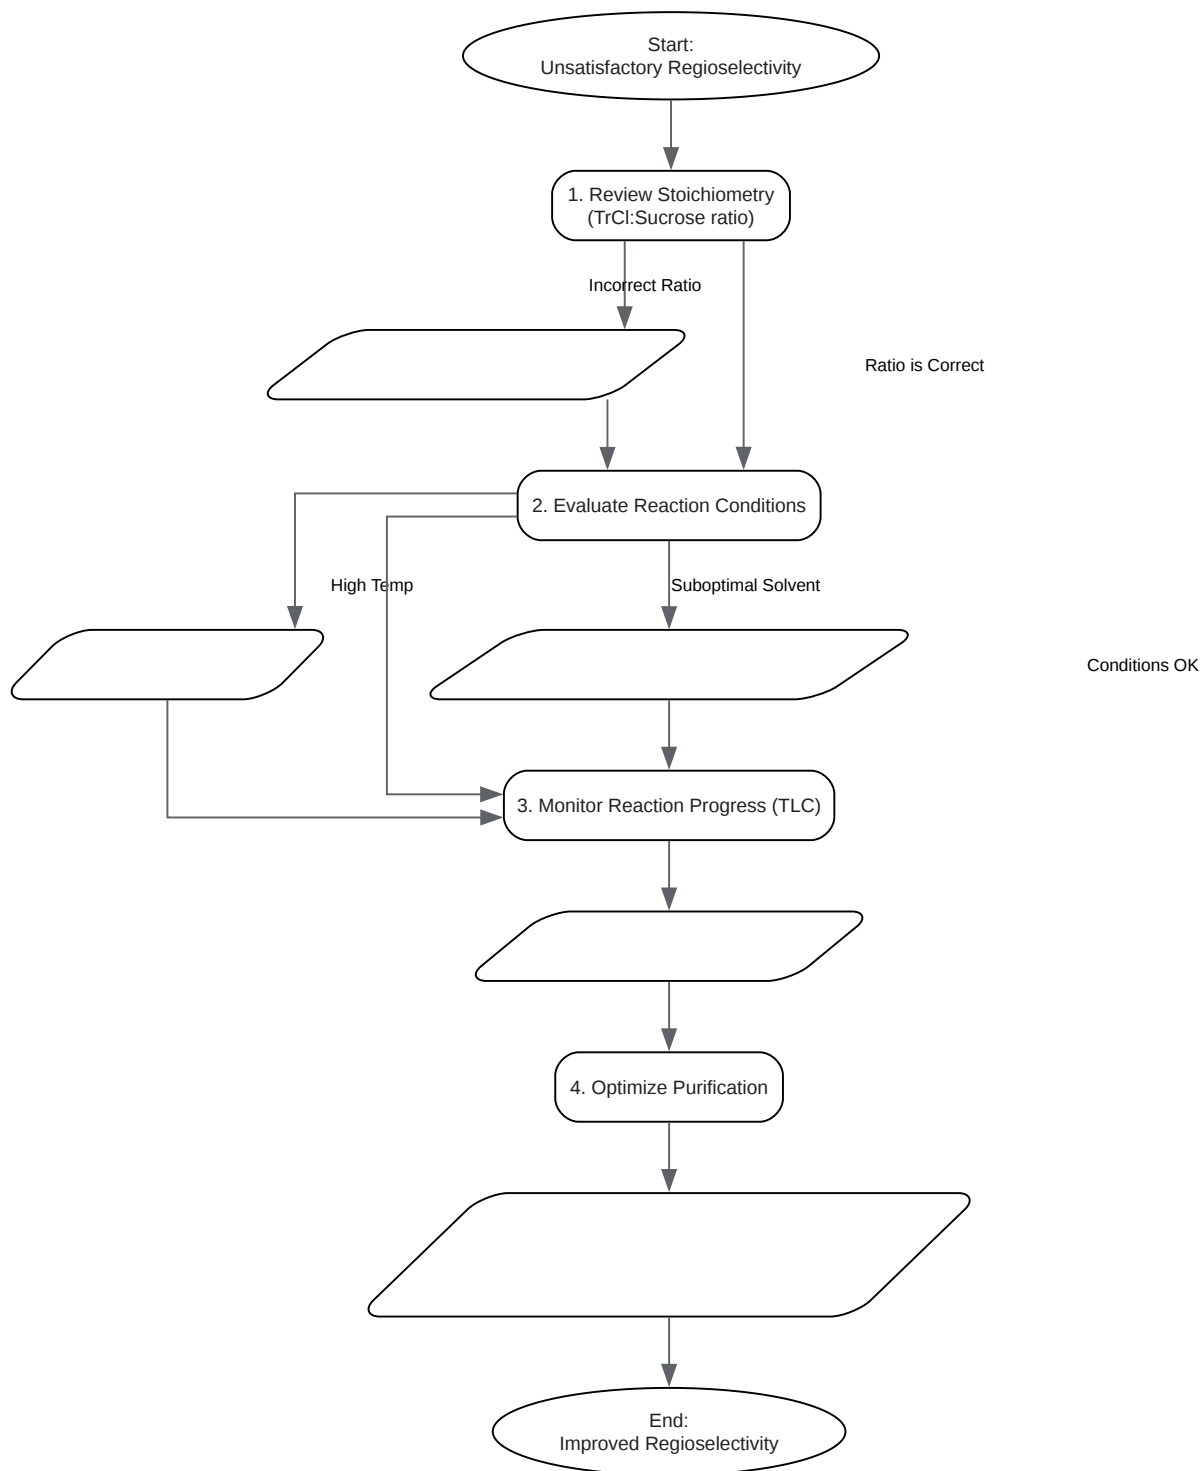 Start:
Unsatisfactory Regioselectivity
1. Review Stoichiometry
(TrCl:Sucrose ratio)
Incorrect Ratio
Ratio is Correct
2. Evaluate Reaction Conditions
High Temp
Suboptimal Solvent
Conditions OK
3. Monitor Reaction Progress (TLC)
4. Optimize Purification
End:
Improved Regioselectivity